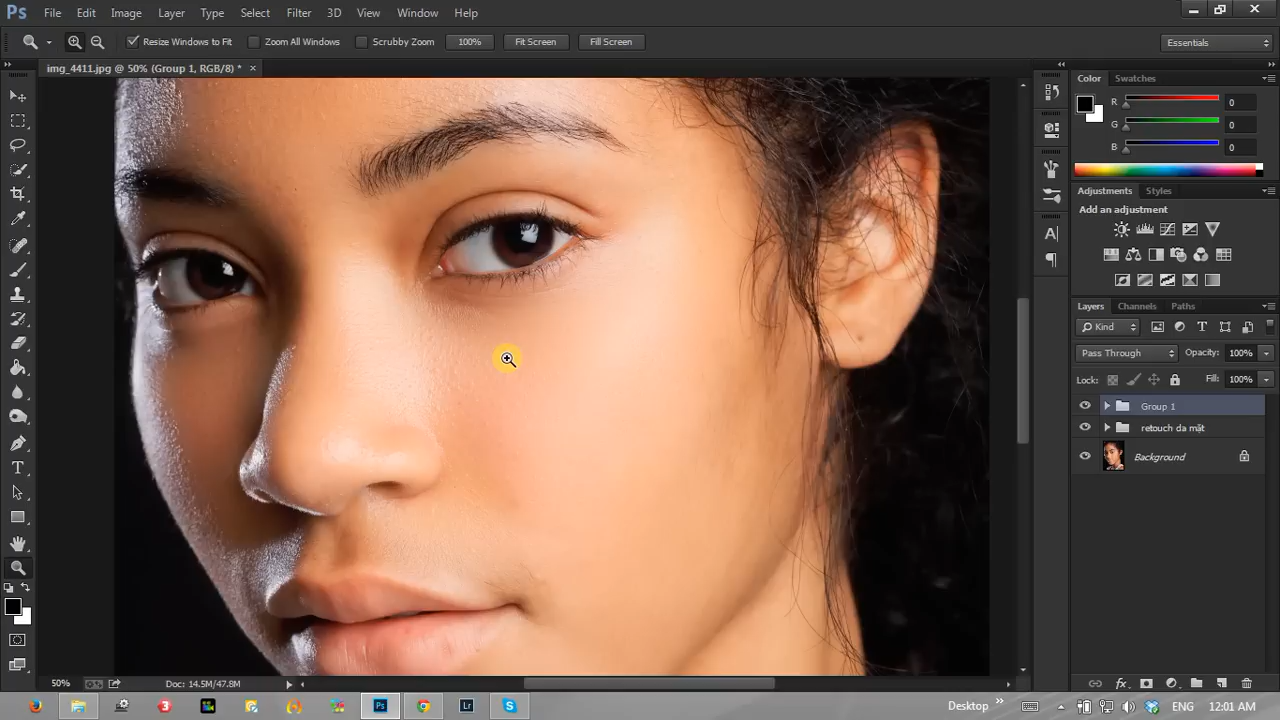 Ps File Edit Image Layer Type Select Filter 3D View Window Help
Resize Windows to Fit Zoom All Windows Scrubby Zoom 100% Fit Screen Fill Screen Essentials
img_4411.jpg @ 50% (Group 1, RGB/8) * ×
Color Swatches
R 0
G 0
B 0
Adjustments Styles
Add an adjustment
Layers Channels Paths
Kind
Pass Through Opacity: 100%
Lock: Fill: 100%
Group 1
retouch da mặt
Background
50% Doc: 14.5M/47.8M
3 Ps Lr S Desktop 12:01 AM